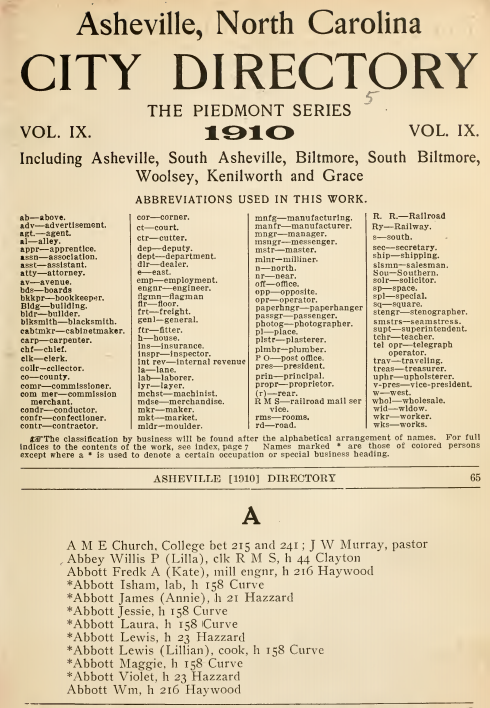 Asheville, North Carolina
CITY DIRECTORY
5
THE PIEDMONT SERIES
VOL. IX. 1910 VOL. IX.
Including Asheville, South Asheville, Biltmore, South Biltmore,
Woolsey, Kenilworth and Grace
ABBREVIATIONS USED IN THIS WORK.
ab—above.
adv—advertisement.
agt.—agent.
al—alley.
appr—apprentice.
assn—association.
asst—assistant.
atty—attorney.
av—avenue.
bds—boards
bkkpr—bookkeeper.
Bldg—building.
bldr—builder.
blksmith—blacksmith.
cabtmkr—cabinetmaker.
carp—carpenter.
chf—chief.
clk—clerk.
collr—collector.
co—county.
comr—commissioner.
com mer—commission
merchant.
condr—conductor.
confr—confectioner.
contr—contractor.
cor—corner.
ct—court.
ctr—cutter.
dep—deputy.
dept—department.
dlr—dealer.
e—east.
emp—employment.
engnr—engineer.
flgmn—flagman
flr—floor.
frt—freight.
genl—general.
ftr—fitter.
h—house.
ins—insurance.
inspr—inspector.
int rev—internal revenue
la—lane.
lab—laborer.
lyr—layer.
mchst—machinist.
mdse—merchandise.
mkr—maker.
mkt—market.
mldr—moulder.
mnfg—manufacturing.
manfr—manufacturer.
mngr—manager.
msngr—messenger.
mstr—master.
mlnr—milliner.
n—north.
nr—near.
off—office.
opp—opposite.
opr—operator.
paperhngr—paperhanger
passgr—passenger.
photog—photographer.
pl—place.
plstr—plasterer.
plmbr—plumber.
P O—post office.
pres—president.
prin—principal.
propr—proprietor.
(r)—rear.
R M S—railroad mail ser
vice.
rms—rooms.
rd—road.
R. R.—Railroad
Ry—Railway.
s—south.
sec—secretary.
ship—shipping.
slsmn—salesman.
Sou—Southern.
solr—solicitor.
sp—space.
spl—special.
sq—square.
stengr—stenographer.
smstrs—seamstress.
supt—superintendent.
tchr—teacher.
tel opr—telegraph
operator.
trav—traveling.
treas—treasurer.
uphr—upholsterer.
v-pres—vice-president.
w—west.
whol—wholesale.
wid—widow.
wkr—worker.
wks—works.
☞The classification by business will be found after the alphabetical arrangement of names. For full
indices to the contents of the work, see index, page 7 Names marked * are those of colored persons
except where a * is used to denote a certain occupation or special business heading.
ASHEVILLE [1910] DIRECTORY 65
A
A M E Church, College bet 215 and 241; J W Murray, pastor
Abbey Willis P (Lilla), clk R M S, h 44 Clayton
Abbott Fredk A (Kate), mill engnr, h 216 Haywood
*Abbott Isham, lab, h 158 Curve
*Abbott James (Annie), h 21 Hazzard
*Abbott Jessie, h 158 Curve
*Abbott Laura, h 158 Curve
*Abbott Lewis, h 23 Hazzard
*Abbott Lewis (Lillian), cook, h 158 Curve
*Abbott Maggie, h 158 Curve
*Abbott Violet, h 23 Hazzard
Abbott Wm, h 216 Haywood